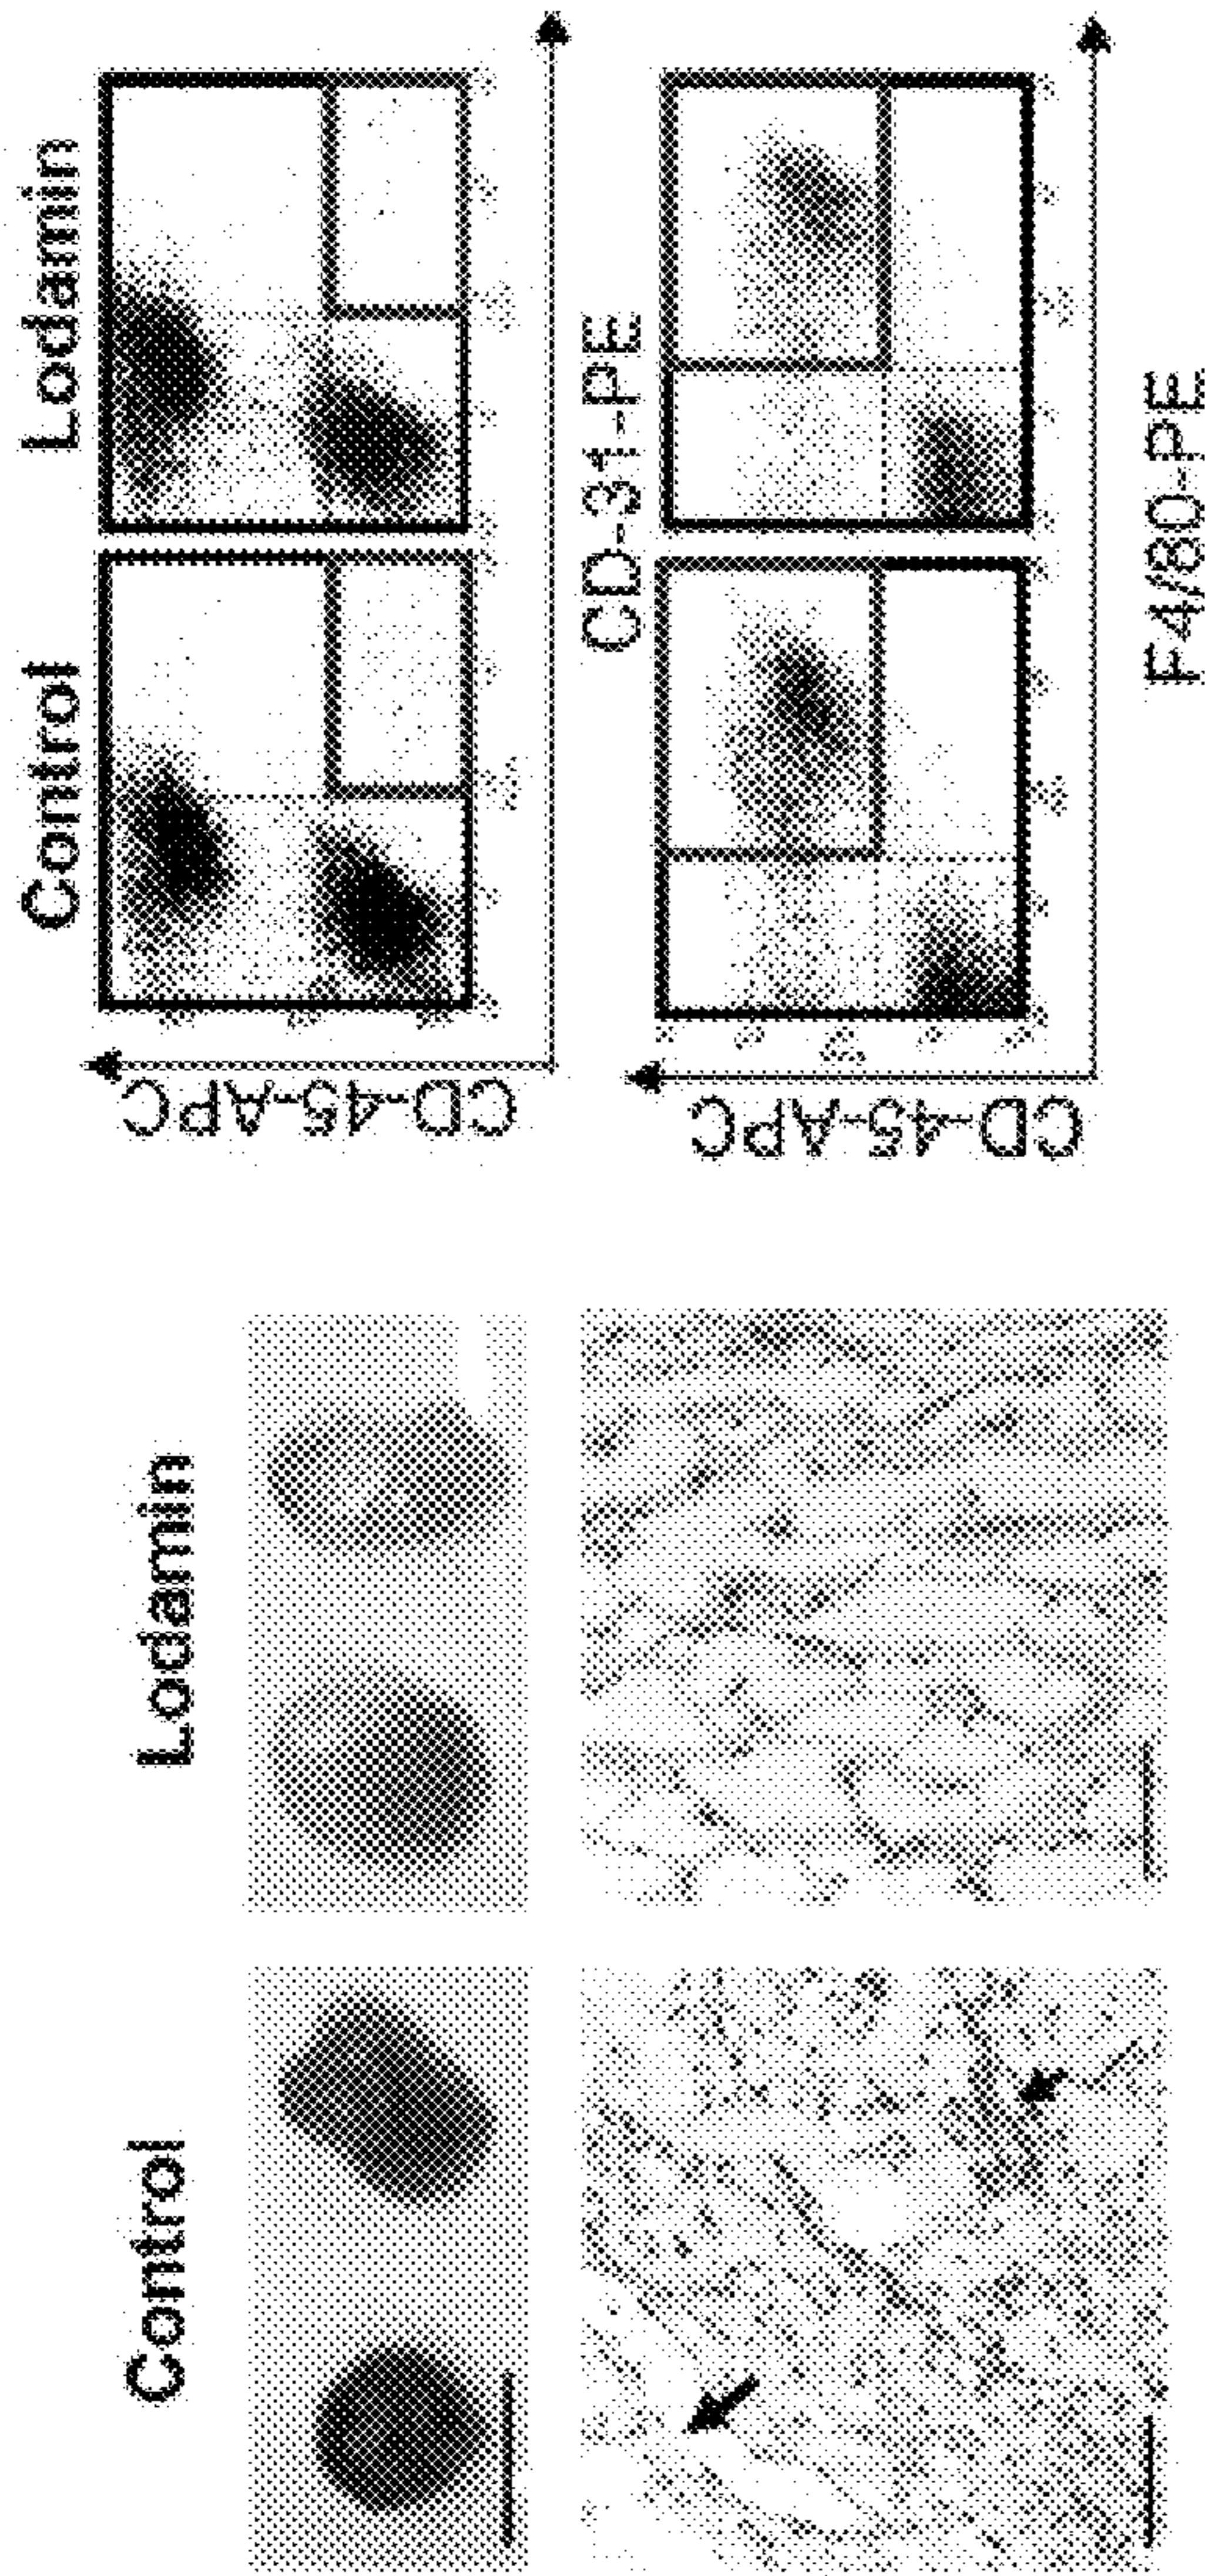 Control
Lodamin
Control
Lodamin
CD-45-APC
CD-31-PE
CD-45-APC
F4/80-PE